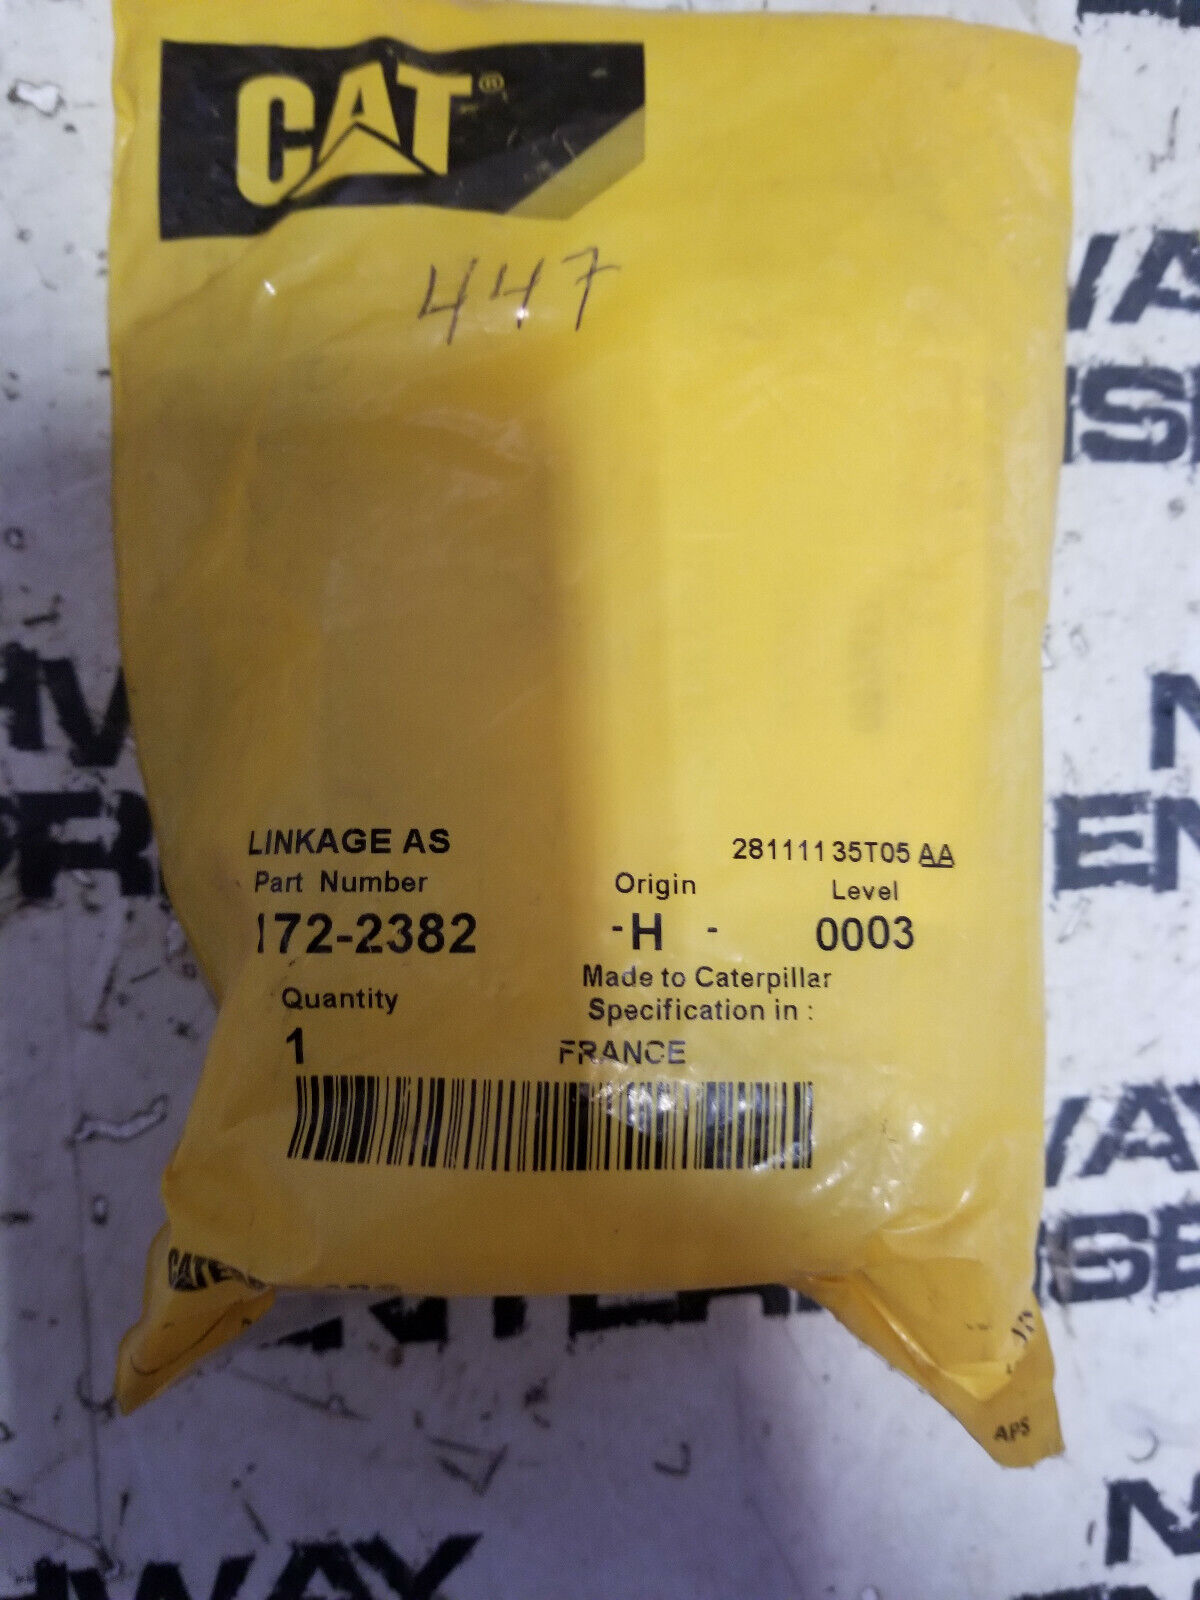 CAT®
447
LINKAGE AS
28111135T05 AA
Part Number
Origin
Level
172-2382
-H -
0003
Quantity
Made to Caterpillar
Specification in :
1
FRANCE
APS